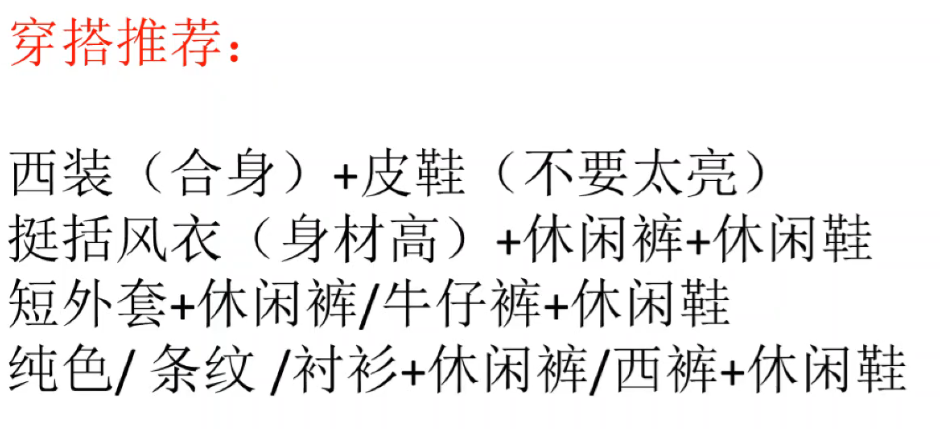 穿搭推荐：
西装（合身）+皮鞋（不要太亮）
挺括风衣（身材高）+休闲裤+休闲鞋
短外套+休闲裤/牛仔裤+休闲鞋
纯色/ 条纹 /衬衫+休闲裤/西裤+休闲鞋